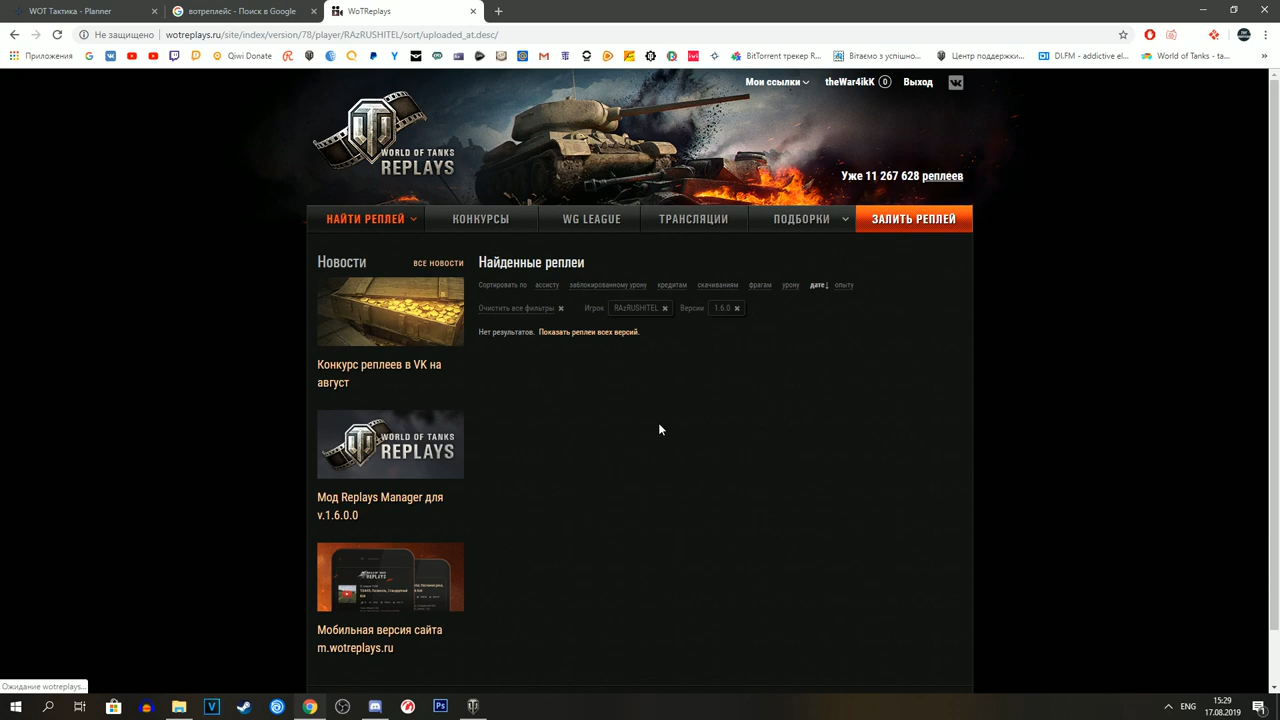 WOT Тактика - Planner
вотреплейс - Поиск в Google
WoTReplays
Не защищено
wotreplays.ru/site/index/version/78/player/RAzRUSHITEL/sort/uploaded_at.desc/
Приложения
Qiwi Donate
BitTorrent трекер R...
Вітаємо з успішно...
Центр поддержки...
DI.FM - addictive el...
World of Tanks - та...
Мои ссылки
theWar4ikK
0
Выход
WORLD OF TANKS
REPLAYS
Уже 11 267 628 реплеев
НАЙТИ РЕПЛЕЙ
КОНКУРСЫ
WG LEAGUE
ТРАНСЛЯЦИИ
ПОДБОРКИ
ЗАЛИТЬ РЕПЛЕЙ
Новости
ВСЕ НОВОСТИ
Конкурс реплеев в VK на
август
WORLD OF TANKS
REPLAYS
Мод Replays Manager для
v.1.6.0.0
Мобильная версия сайта
m.wotreplays.ru
Найденные реплеи
Сортировать по ассисту заблокированному урону кредитам скачиваниям фрагам урону дате↓ опыту
Очистить все фильтры Игрок RAzRUSHITEL Версии 1.6.0
Нет результатов. Показать реплеи всех версий.
Ожидание wotreplays...
ENG
15:29
17.08.2019